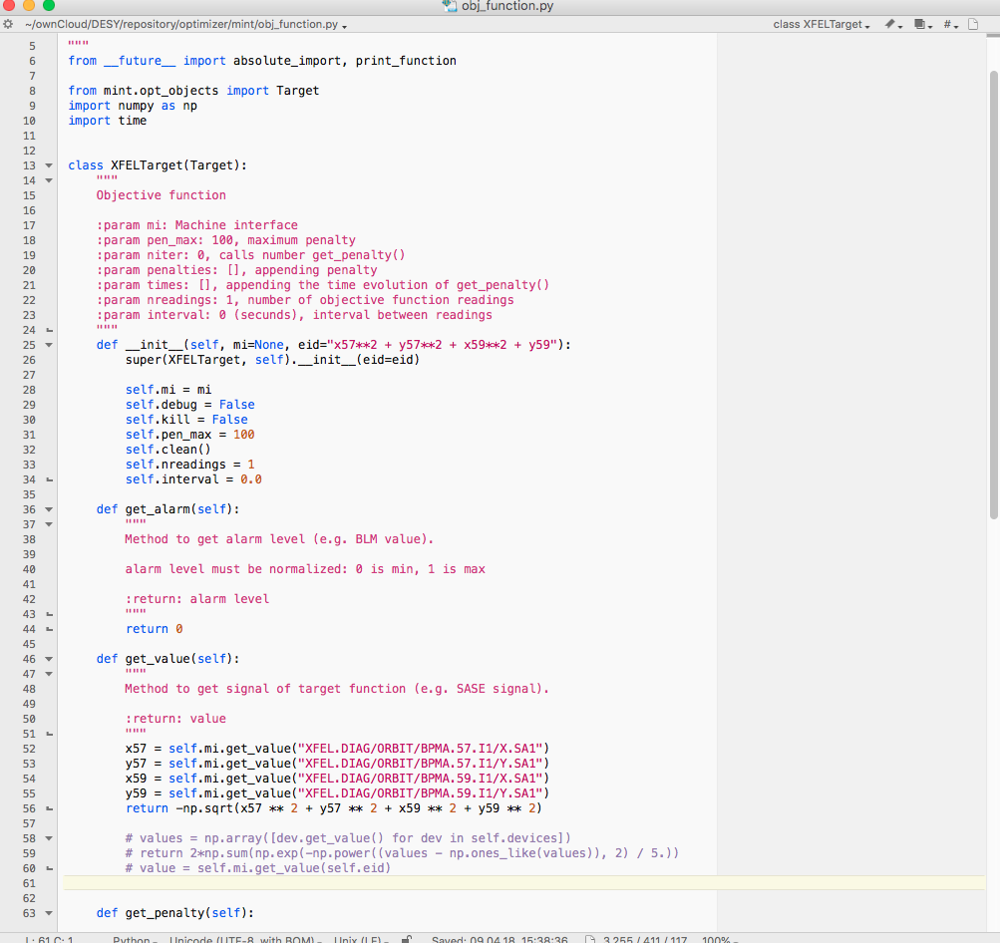 obj_function.py
~/ownCloud/DESY/repository/optimizer/mint/obj_function.py class XFELTarget #
5 """
6 from __future__ import absolute_import, print_function
7
8 from mint.opt_objects import Target
9 import numpy as np
10 import time
11
12
13 class XFELTarget(Target):
14 """
15 Objective function
16
17 :param mi: Machine interface
18 :param pen_max: 100, maximum penalty
19 :param niter: 0, calls number get_penalty()
20 :param penalties: [], appending penalty
21 :param times: [], appending the time evolution of get_penalty()
22 :param nreadings: 1, number of objective function readings
23 :param interval: 0 (secunds), interval between readings
24 """
25 def __init__(self, mi=None, eid="x57**2 + y57**2 + x59**2 + y59"):
26 super(XFELTarget, self).__init__(eid=eid)
27
28 self.mi = mi
29 self.debug = False
30 self.kill = False
31 self.pen_max = 100
32 self.clean()
33 self.nreadings = 1
34 self.interval = 0.0
35
36 def get_alarm(self):
37 """
38 Method to get alarm level (e.g. BLM value).
39
40 alarm level must be normalized: 0 is min, 1 is max
41
42 :return: alarm level
43 """
44 return 0
45
46 def get_value(self):
47 """
48 Method to get signal of target function (e.g. SASE signal).
49
50 :return: value
51 """
52 x57 = self.mi.get_value("XFEL.DIAG/ORBIT/BPMA.57.I1/X.SA1")
53 y57 = self.mi.get_value("XFEL.DIAG/ORBIT/BPMA.57.I1/Y.SA1")
54 x59 = self.mi.get_value("XFEL.DIAG/ORBIT/BPMA.59.I1/X.SA1")
55 y59 = self.mi.get_value("XFEL.DIAG/ORBIT/BPMA.59.I1/Y.SA1")
56 return -np.sqrt(x57 ** 2 + y57 ** 2 + x59 ** 2 + y59 ** 2)
57
58 # values = np.array([dev.get_value() for dev in self.devices])
59 # return 2*np.sum(np.exp(-np.power((values - np.ones_like(values)), 2) / 5.))
60 # value = self.mi.get_value(self.eid)
61
62
63 def get_penalty(self):
L: 61 C: 1 Python Unicode (UTF-8, with BOM) Unix (LF) Saved: 09.04.18, 15:38:36 3.255 / 411 / 117 100%